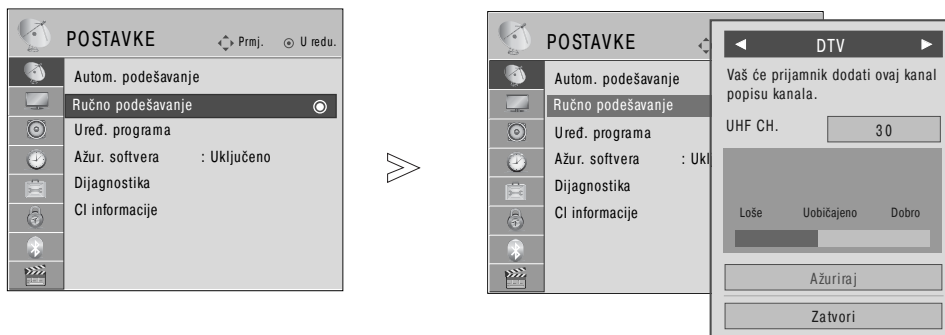 POSTAVKE
Prmj.
U redu.
Autom. podešavanje
Ručno podešavanje
Uređ. programa
Ažur. softvera : Uključeno
Dijagnostika
CI informacije
POSTAVKE
Autom. podešavanje
Ručno podešavanje
Uređ. programa
Ažur. softvera : Ukl
Dijagnostika
CI informacije
DTV
Vaš će prijamnik dodati ovaj kanal
popisu kanala.
UHF CH. 30
Loše Uobičajeno Dobro
Ažuriraj
Zatvori